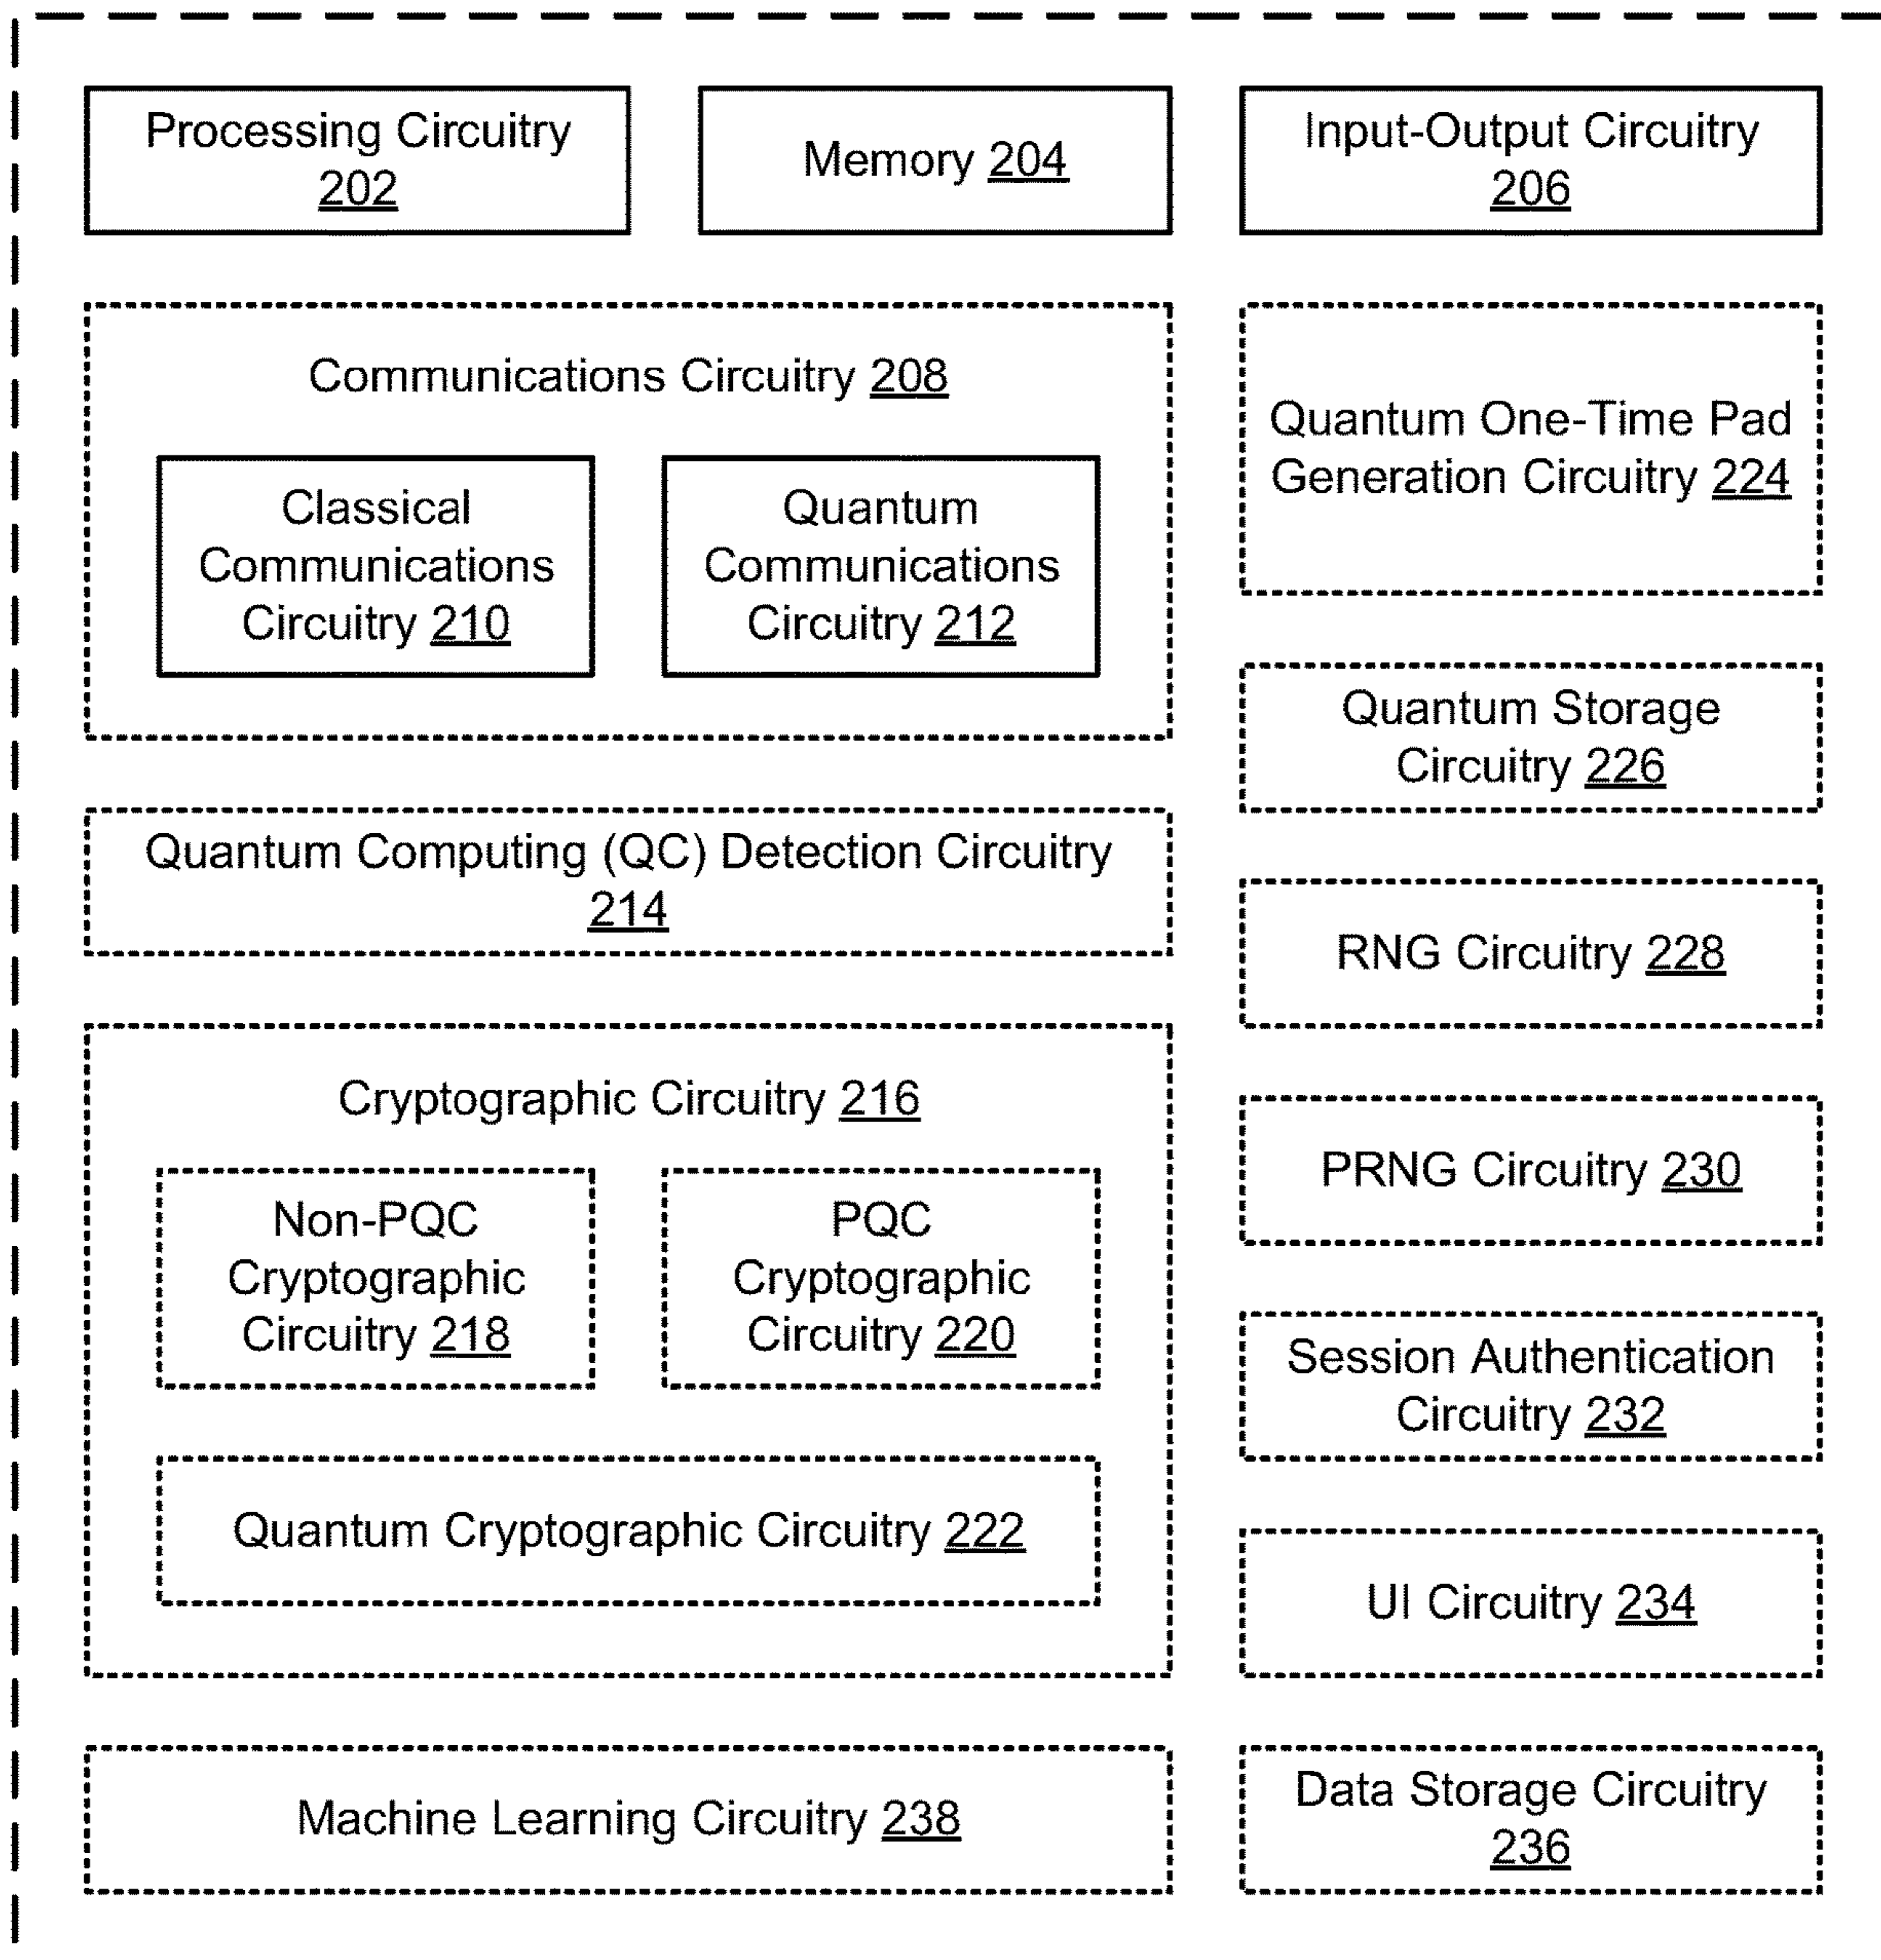 Processing Circuitry
202
Memory 204
Input-Output Circuitry
206
Communications Circuitry 208
Classical
Communications
Circuitry 210
Quantum
Communications
Circuitry 212
Quantum Computing (QC) Detection Circuitry
214
Cryptographic Circuitry 216
Non-PQC
Cryptographic
Circuitry 218
PQC
Cryptographic
Circuitry 220
Quantum Cryptographic Circuitry 222
Machine Learning Circuitry 238
Quantum One-Time Pad
Generation Circuitry 224
Quantum Storage
Circuitry 226
RNG Circuitry 228
PRNG Circuitry 230
Session Authentication
Circuitry 232
UI Circuitry 234
Data Storage Circuitry
236